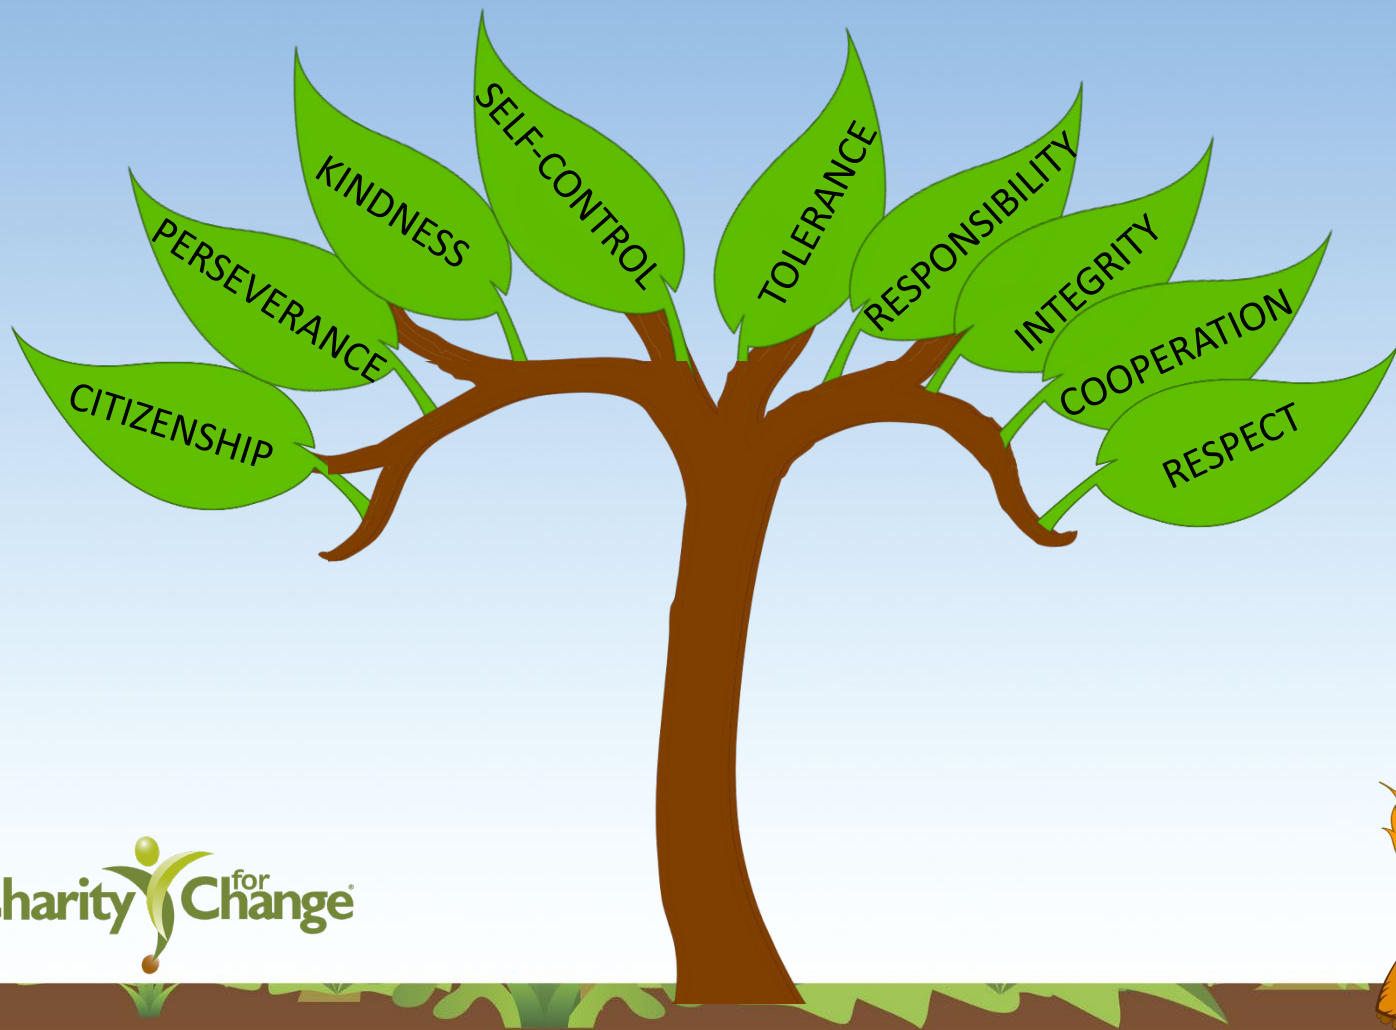 CITIZENSHIP
PERSEVERANCE
KINDNESS
SELF-CONTROL
TOLERANCE
RESPONSIBILITY
INTEGRITY
COOPERATION
RESPECT
harity for Change®